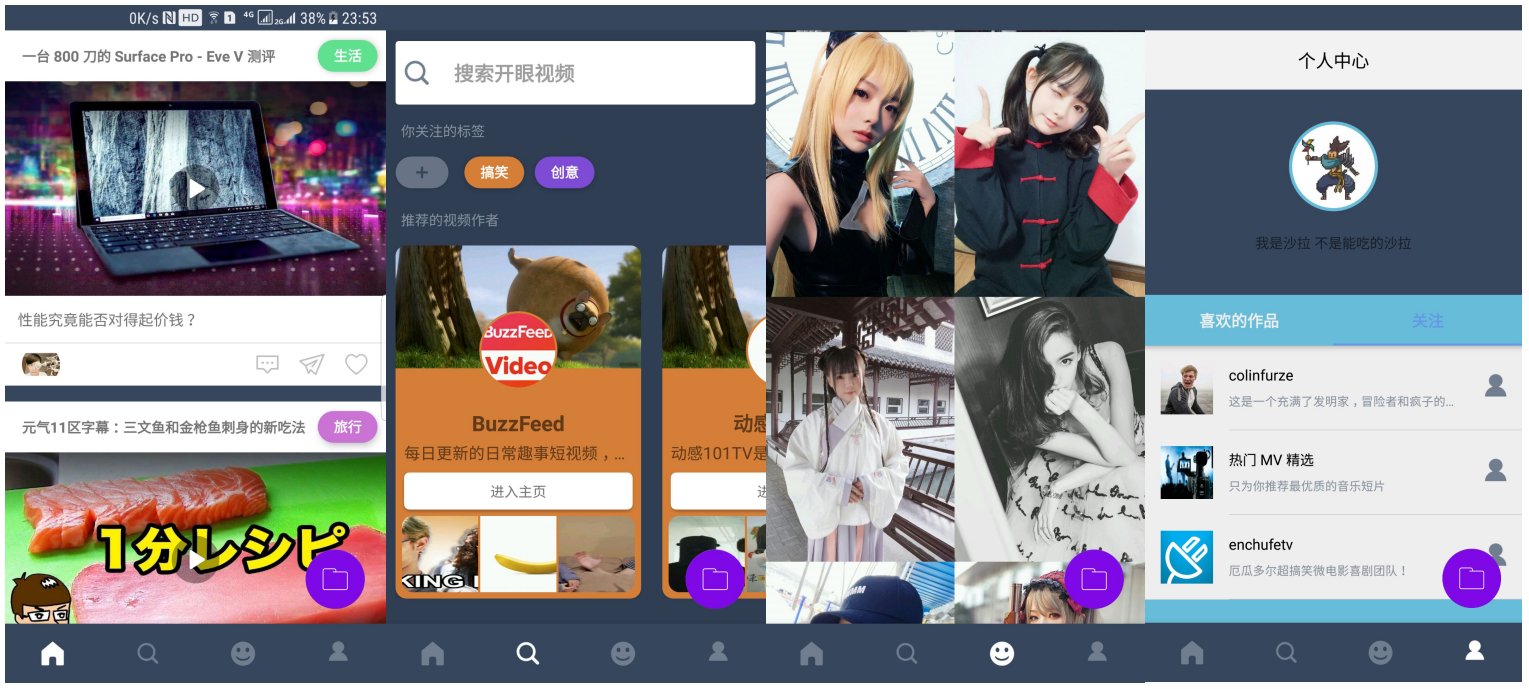 0K/s HD 1 4G 2G 38% 23:53
一台 800 刀的 Surface Pro - Eve V 测评
生活
性能究竟能否对得起价钱？
元气11区字幕：三文鱼和金枪鱼刺身的新吃法
旅行
1分レシピ
搜索开眼视频
你关注的标签
+
搞笑
创意
推荐的视频作者
BuzzFeed
Video
BuzzFeed
每日更新的日常趣事短视频，...
进入主页
KING
动感
动感101TV是
进
个人中心
我是沙拉 不是能吃的沙拉
喜欢的作品
关注
colinfurze
这是一个充满了发明家，冒险者和疯子的...
热门 MV 精选
只为你推荐最优质的音乐短片
enchufetv
厄瓜多尔超搞笑微电影喜剧团队！